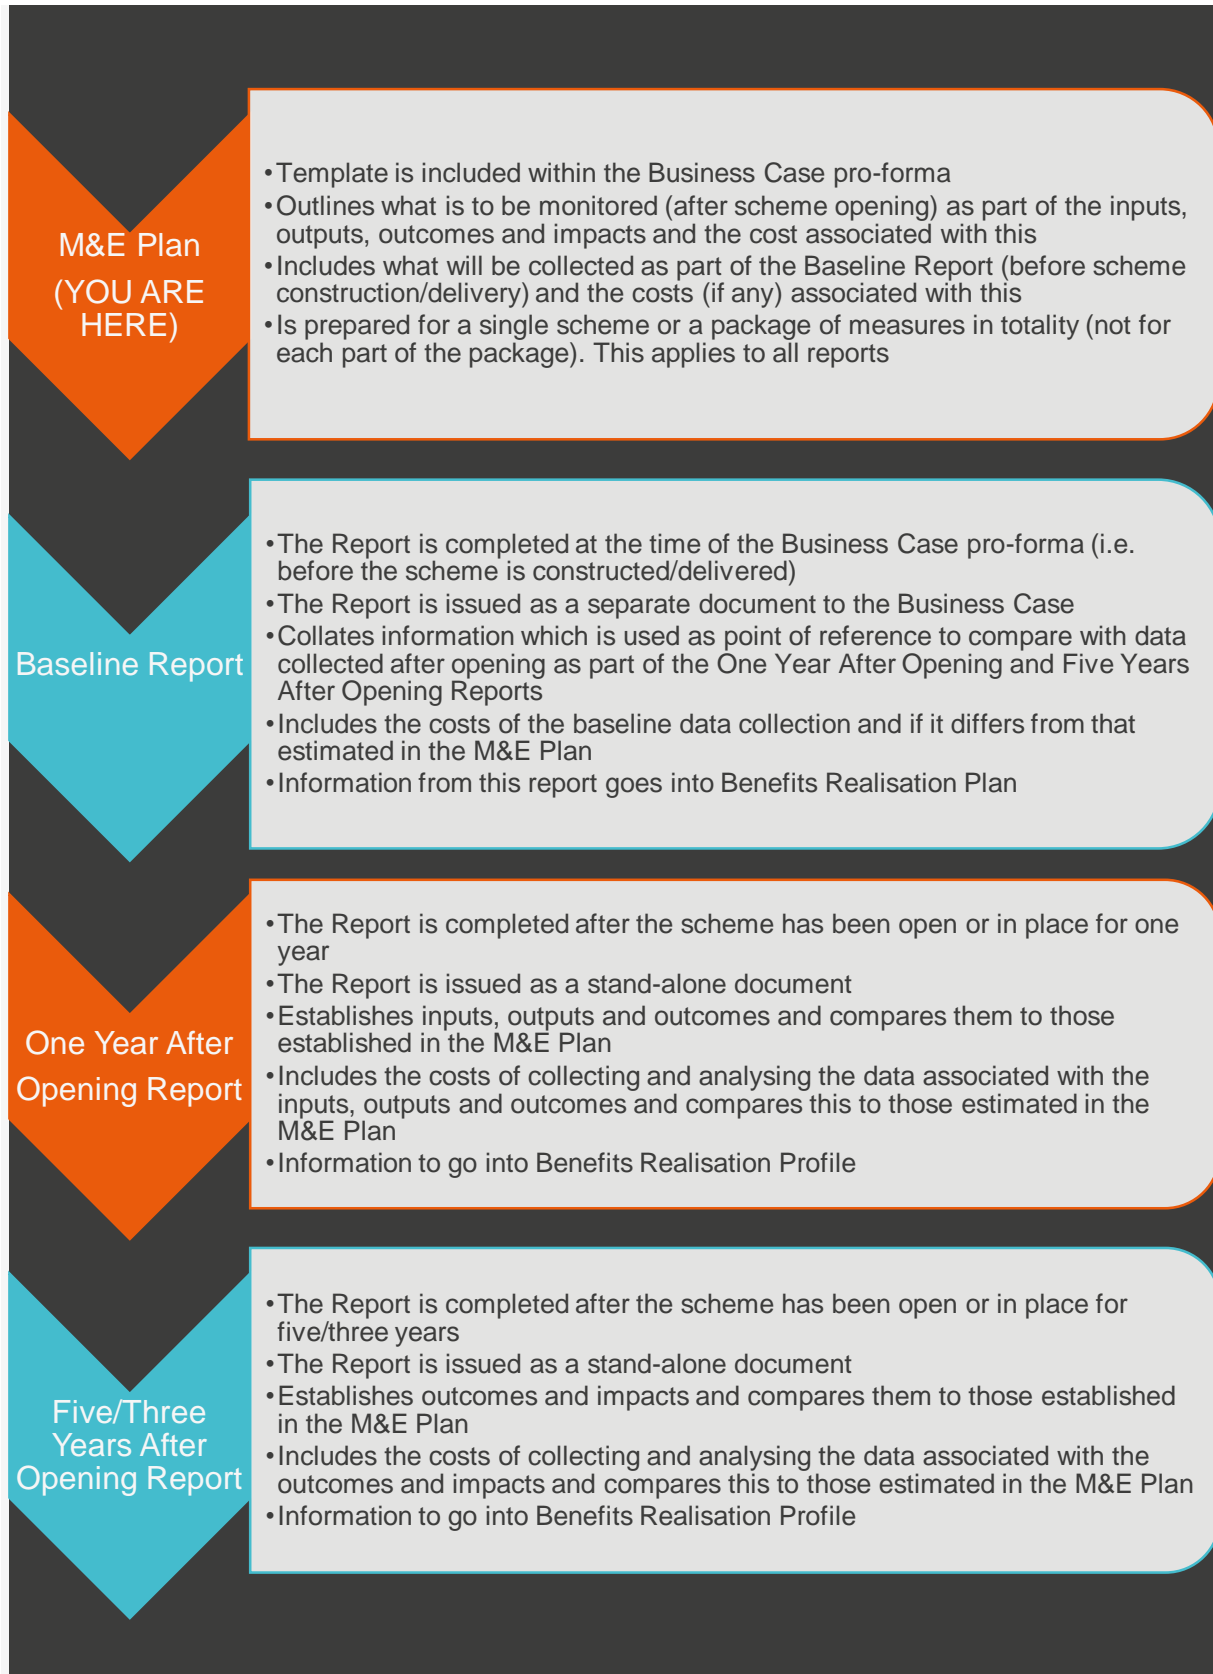 M&E Plan
(YOU ARE
HERE)
•Template is included within the Business Case pro-forma
•Outlines what is to be monitored (after scheme opening) as part of the inputs,
outputs, outcomes and impacts and the cost associated with this
•Includes what will be collected as part of the Baseline Report (before scheme
construction/delivery) and the costs (if any) associated with this
•Is prepared for a single scheme or a package of measures in totality (not for
each part of the package). This applies to all reports
Baseline Report
•The Report is completed at the time of the Business Case pro-forma (i.e.
before the scheme is constructed/delivered)
•The Report is issued as a separate document to the Business Case
•Collates information which is used as point of reference to compare with data
collected after opening as part of the One Year After Opening and Five Years
After Opening Reports
•Includes the costs of the baseline data collection and if it differs from that
estimated in the M&E Plan
•Information from this report goes into Benefits Realisation Plan
One Year After
Opening Report
•The Report is completed after the scheme has been open or in place for one
year
•The Report is issued as a stand-alone document
•Establishes inputs, outputs and outcomes and compares them to those
established in the M&E Plan
•Includes the costs of collecting and analysing the data associated with the
inputs, outputs and outcomes and compares this to those estimated in the
M&E Plan
•Information to go into Benefits Realisation Profile
Five/Three
Years After
Opening Report
•The Report is completed after the scheme has been open or in place for
five/three years
•The Report is issued as a stand-alone document
•Establishes outcomes and impacts and compares them to those established
in the M&E Plan
•Includes the costs of collecting and analysing the data associated with the
outcomes and impacts and compares this to those estimated in the M&E Plan
•Information to go into Benefits Realisation Profile